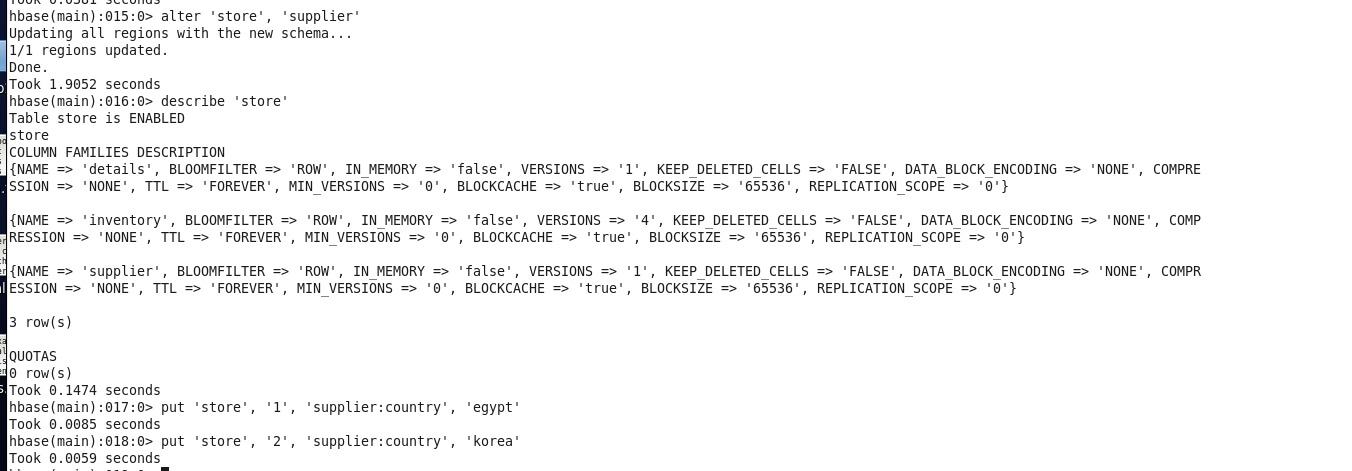 Took 0.0381 seconds
hbase(main):015:0> alter 'store', 'supplier'
Updating all regions with the new schema...
1/1 regions updated.
Done.
Took 1.9052 seconds
hbase(main):016:0> describe 'store'
Table store is ENABLED
store
COLUMN FAMILIES DESCRIPTION
{NAME => 'details', BLOOMFILTER => 'ROW', IN_MEMORY => 'false', VERSIONS => '1', KEEP_DELETED_CELLS => 'FALSE', DATA_BLOCK_ENCODING => 'NONE', COMPRE
SSION => 'NONE', TTL => 'FOREVER', MIN_VERSIONS => '0', BLOCKCACHE => 'true', BLOCKSIZE => '65536', REPLICATION_SCOPE => '0'}
{NAME => 'inventory', BLOOMFILTER => 'ROW', IN_MEMORY => 'false', VERSIONS => '4', KEEP_DELETED_CELLS => 'FALSE', DATA_BLOCK_ENCODING => 'NONE', COMP
RESSION => 'NONE', TTL => 'FOREVER', MIN_VERSIONS => '0', BLOCKCACHE => 'true', BLOCKSIZE => '65536', REPLICATION_SCOPE => '0'}
{NAME => 'supplier', BLOOMFILTER => 'ROW', IN_MEMORY => 'false', VERSIONS => '1', KEEP_DELETED_CELLS => 'FALSE', DATA_BLOCK_ENCODING => 'NONE', COMPR
ESSION => 'NONE', TTL => 'FOREVER', MIN_VERSIONS => '0', BLOCKCACHE => 'true', BLOCKSIZE => '65536', REPLICATION_SCOPE => '0'}
3 row(s)
QUOTAS
0 row(s)
Took 0.1474 seconds
hbase(main):017:0> put 'store', '1', 'supplier:country', 'egypt'
Took 0.0085 seconds
hbase(main):018:0> put 'store', '2', 'supplier:country', 'korea'
Took 0.0059 seconds